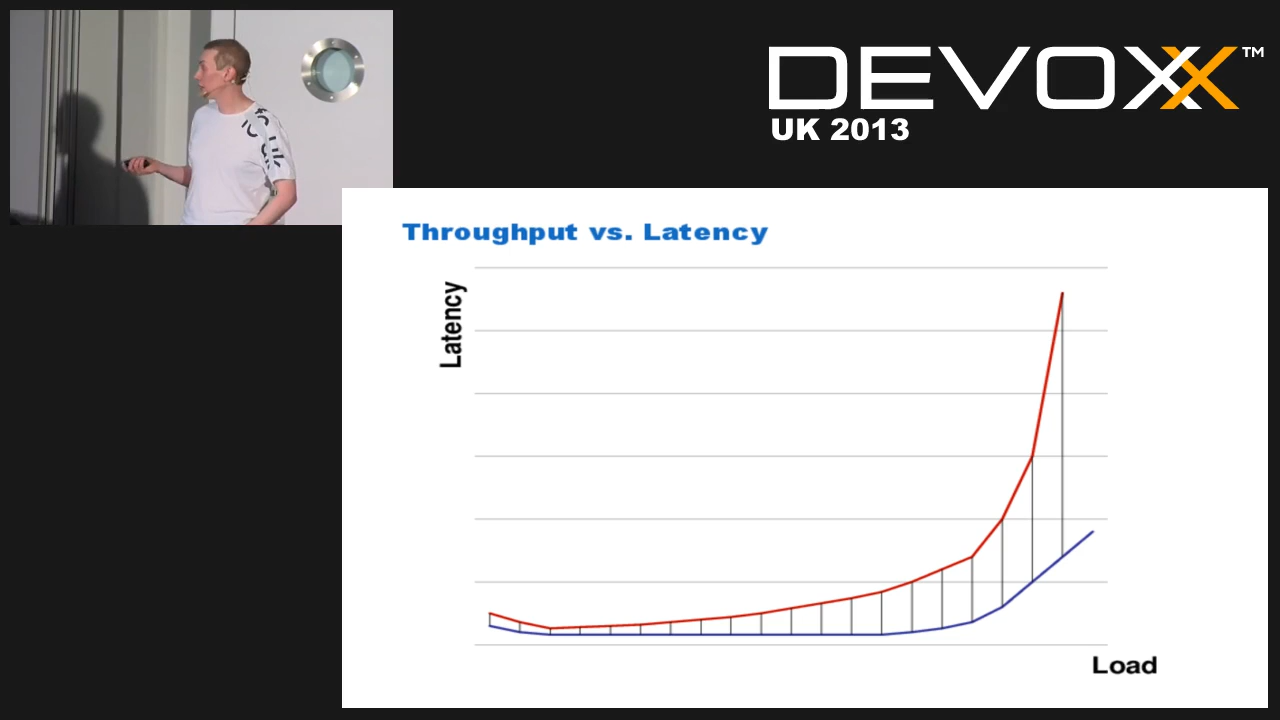 DEVOXX™
UK 2013
Throughput vs. Latency
Latency
Load